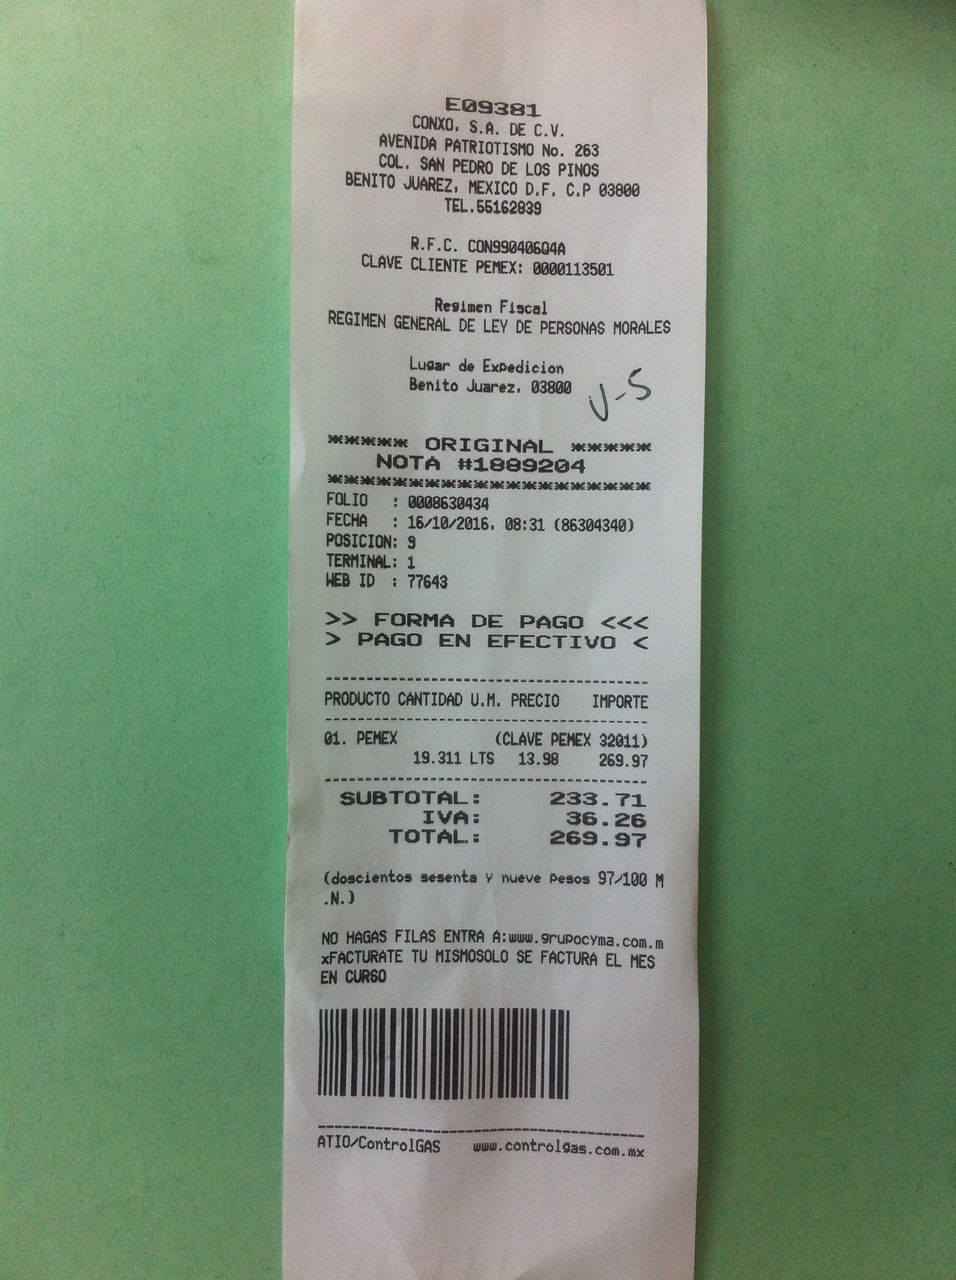 E09381
CONXO, S.A. DE C.V.
AVENIDA PATRIOTISMO No. 263
COL. SAN PEDRO DE LOS PINOS
BENITO JUAREZ, MEXICO D.F. C.P 03800
TEL.55162839
R.F.C. CON990406Q4A
CLAVE CLIENTE PEMEX: 0000113501
Regimen Fiscal
REGIMEN GENERAL DE LEY DE PERSONAS MORALES
Lugar de Expedicion
Benito Juarez, 03800
U-5
***** ORIGINAL *****
NOTA #1889204
********************
FOLIO : 0008630434
FECHA : 16/10/2016, 08:31 (86304340)
POSICION: 9
TERMINAL: 1
WEB ID : 77643
>> FORMA DE PAGO <<<
> PAGO EN EFECTIVO <
----------------------------------------
PRODUCTO CANTIDAD U.M. PRECIO IMPORTE
----------------------------------------
01. PEMEX (CLAVE PEMEX 32011)
19.311 LTS 13.98 269.97
----------------------------------------
SUBTOTAL: 233.71
IVA: 36.26
TOTAL: 269.97
(doscientos sesenta y nueve pesos 97/100 M
.N.)
NO HAGAS FILAS ENTRA A:www.grupocyma.com.m
xFACTURATE TU MISMOSOLO SE FACTURA EL MES
EN CURSO
----------------------------------------
ATIO/ControlGAS www.controlgas.com.mx